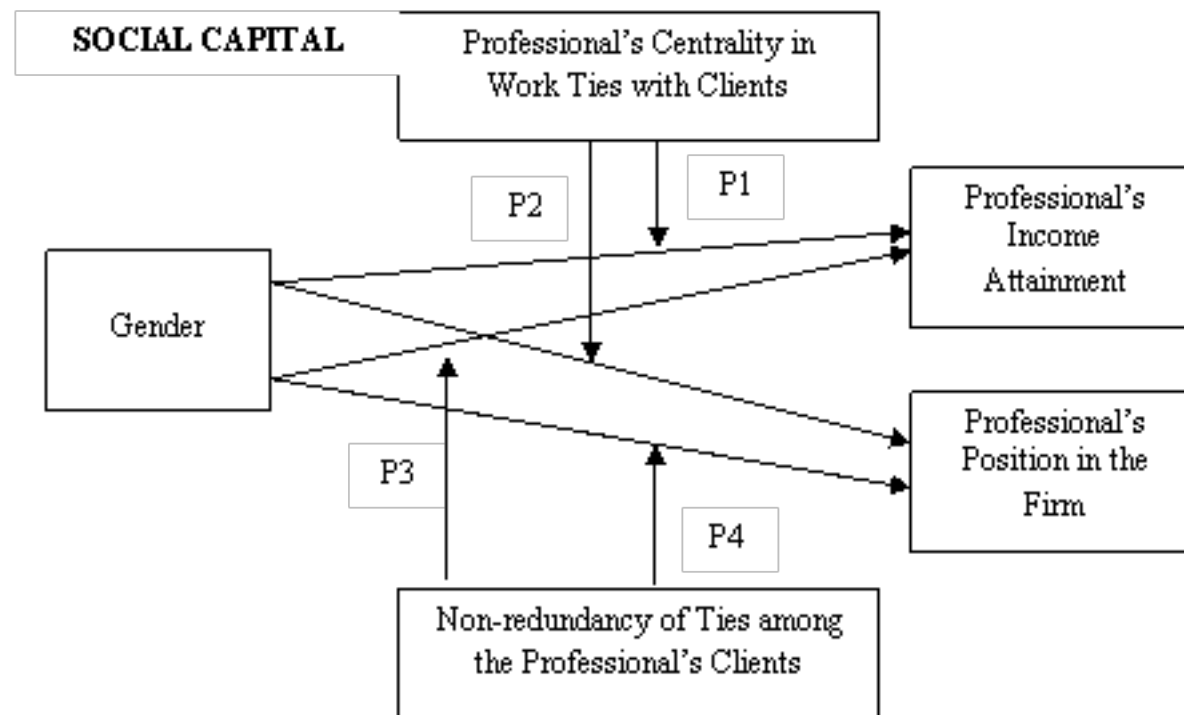 SOCIAL CAPITAL
Professional's Centrality in
Work Ties with Clients
P1
P2
Professional's
Income
Attainment
Gender
Professional's
Position in the
Firm
P3
P4
Non-redundancy of Ties among
the Professional's Clients